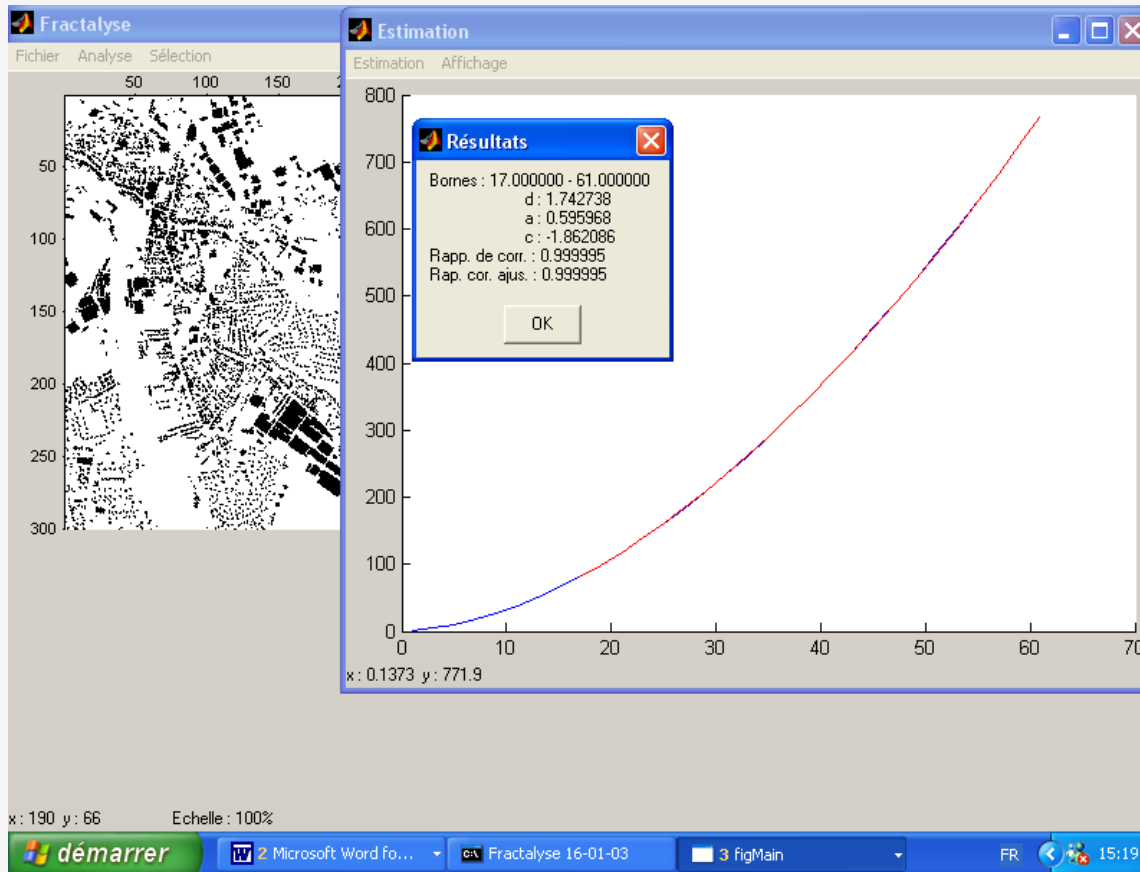 Fractalyse
Fichier Analyse Sélection
50 100 150
50
100
150
200
250
300
x : 190 y : 66 Echelle : 100%
Estimation
Estimation Affichage
800
700
600
500
400
300
200
100
0
0 10 20 30 40 50 60 70
x : 0.1373 y : 771.9
Résultats
Bornes : 17.000000 - 61.000000
d : 1.742738
a : 0.595968
c : -1.862086
Rapp. de corr. : 0.999995
Rap. cor. ajus. : 0.999995
OK
démarrer
2 Microsoft Word fo...
Fractalyse 16-01-03
3 figMain
FR
15:19